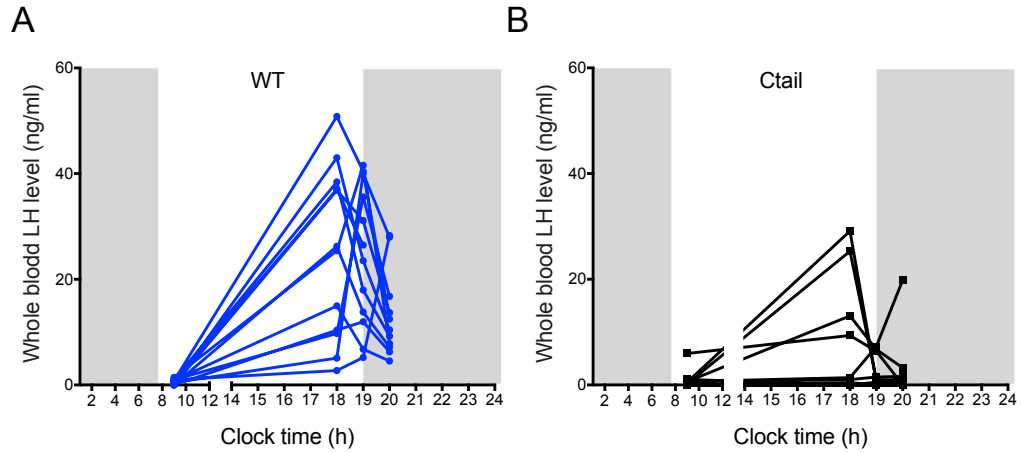 A
B
WT
Ctail
Whole blodd LH level (ng/ml)
60
40
20
0
2 4 6 8 10 12 14 15 16 17 18 19 20 21 22 23 24
Clock time (h)
Whole blood LH level (ng/ml)
60
40
20
0
2 4 6 8 10 12 14 15 16 17 18 19 20 21 22 23 24
Clock time (h)